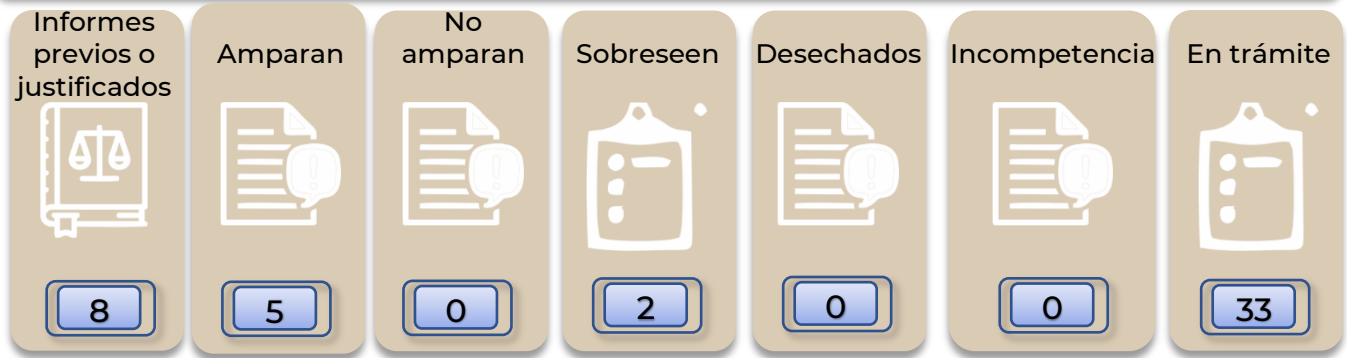 Informes
previos o
justificados
8
Amparan
5
No
amparan
0
Sobreseen
2
Desechados
0
Incompetencia
0
En trámite
33